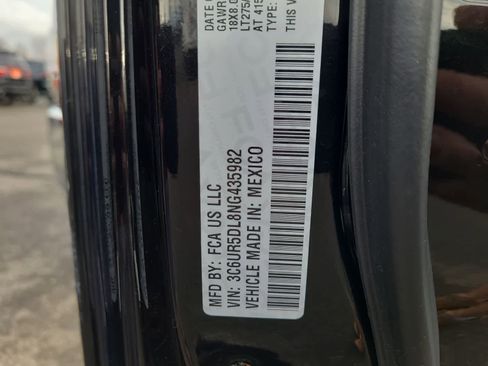 MFD BY: FCA US LLC
VIN: 3C6UR5DL8NG435982
VEHICLE MADE IN: MEXICO
DATE
GAWR
18X8.0
LT275/
AT 415
TYPE:
THIS V